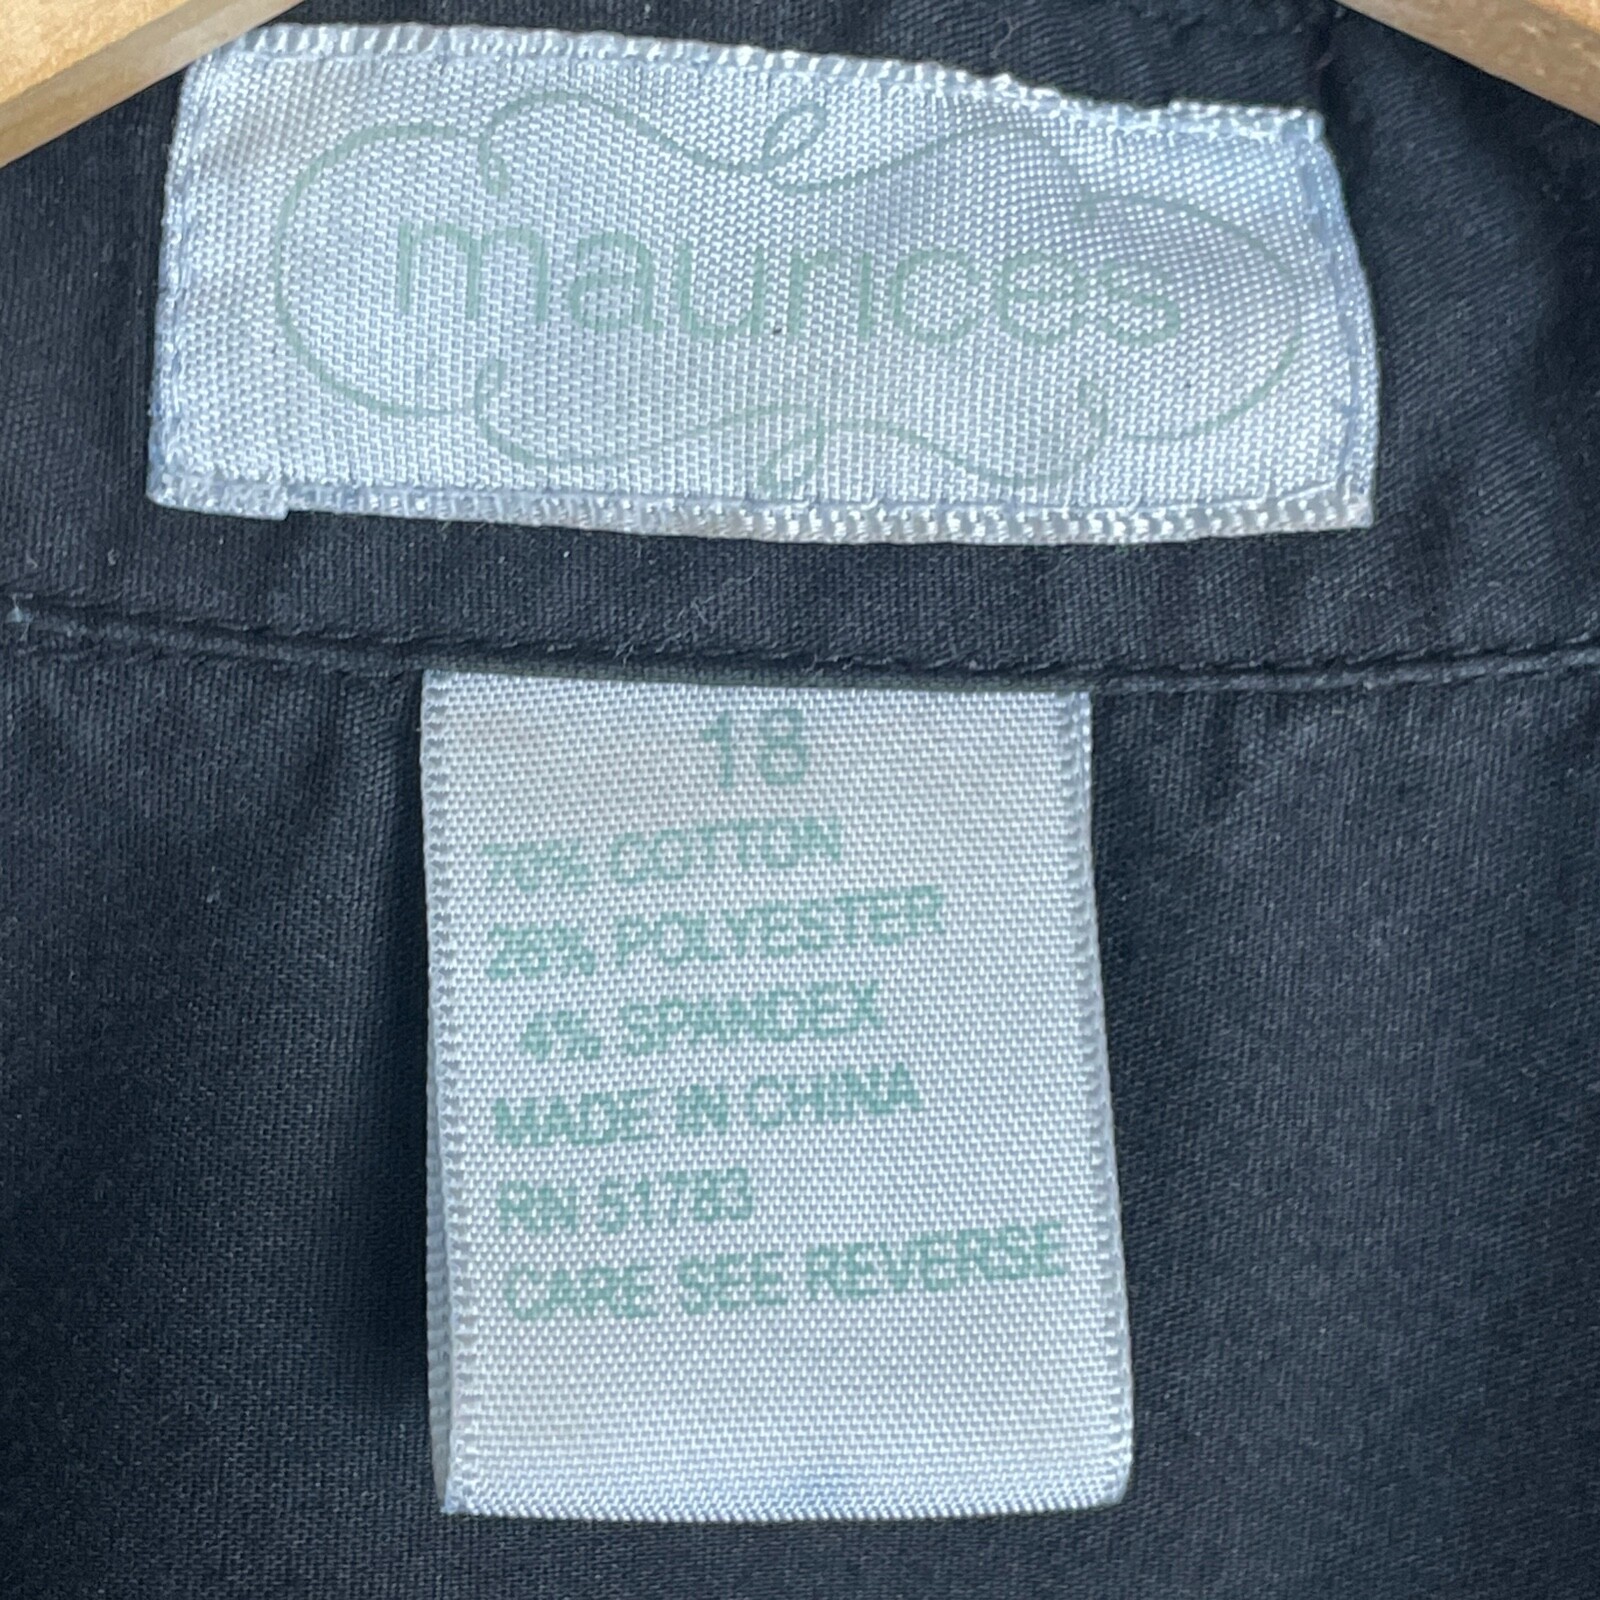 maurices
18
70% COTTON
26% POLYESTER
4% SPANDEX
MADE IN CHINA
RN 51783
CARE SEE REVERSE